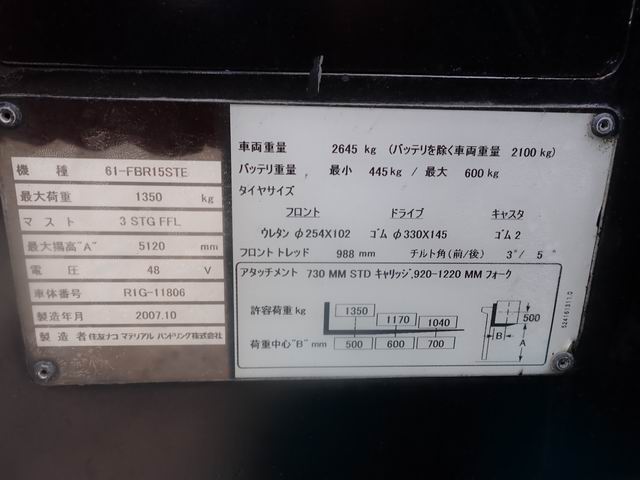 機種 61-FBR15STE
最大荷重 1350 kg
マスト 3 STG FFL
最大揚高"A" 5120 mm
電圧 48 V
車体番号 R1G-11806
製造年月 2007.10
製造者 住友ナコ マテリアル ハンドリング株式会社
車両重量 2645 kg (バッテリを除く車両重量 2100 kg)
バッテリ重量 最小 445 kg / 最大 600 kg
タイヤサイズ
フロント ドライブ キャスタ
ウレタン φ254X102 ゴム φ330X145 ゴム 2
フロント トレッド 988 mm チルト角(前/後) 3°/ 5
アタッチメント 730 MM STD キャリッジ,920-1220 MM フォーク
許容荷重 kg 1350 1170 1040
荷重中心"B" mm 500 600 700
500
B
A
524161311.0